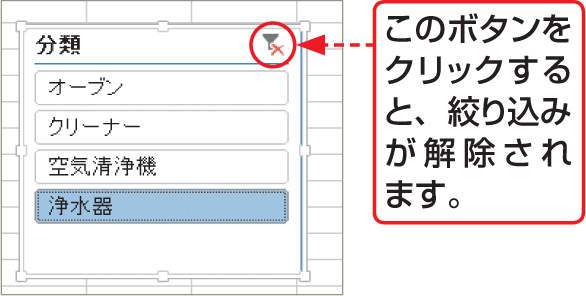 分類
オーブン
クリーナー
空気清浄機
浄水器
このボタンを
クリックする
と、絞り込み
が解除され
ます。